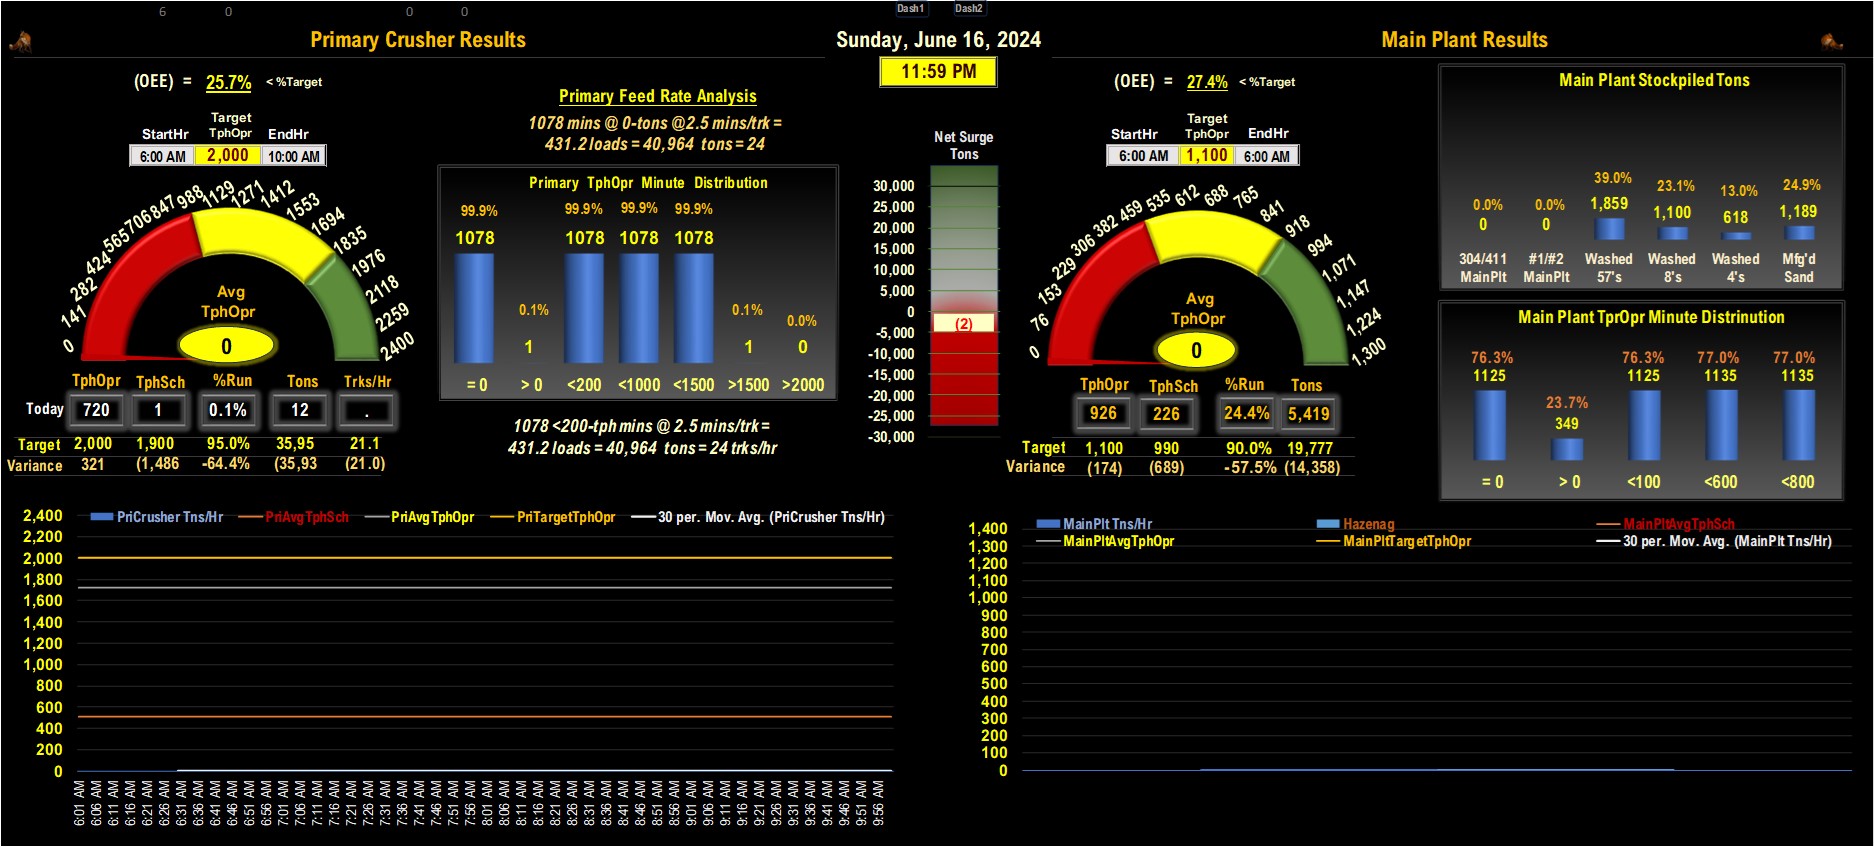 6 0 0 0 Dash1 Dash2
Primary Crusher Results
Sunday, June 16, 2024
Main Plant Results
11:59 PM
(OEE) = 25.7% < %Target
Target
StartHr TphOpr EndHr
6:00 AM 2,000 10:00 AM
0 141 282 424 565 706 847 988 1129 1271 1412 1553 1694 1835 1976 2118 2259 2400
Avg
TphOpr
0
TphOpr TphSch %Run Tons Trks/Hr
Today 720 1 0.1% 12 .
Target 2,000 1,900 95.0% 35,95 21.1
Variance 321 (1,486 -64.4% (35,93 (21.0)
Primary Feed Rate Analysis
1078 mins @ 0-tons @2.5 mins/trk =
431.2 loads = 40,964 tons = 24
Primary TphOpr Minute Distribution
99.9% 0.1% 99.9% 99.9% 99.9% 0.1% 0.0%
1078 1 1078 1078 1078 1 0
= 0 > 0 <200 <1000 <1500 >1500 >2000
1078 <200-tph mins @ 2.5 mins/trk =
431.2 loads = 40,964 tons = 24 trks/hr
Net Surge
Tons
30,000
25,000
20,000
15,000
10,000
5,000
0
(2)
-5,000
-10,000
-15,000
-20,000
-25,000
-30,000
(OEE) = 27.4% < %Target
Target
StartHr TphOpr EndHr
6:00 AM 1,100 6:00 AM
0 76 153 229 306 382 459 535 612 688 765 841 918 994 1,071 1,147 1,224 1,300
Avg
TphOpr
0
TphOpr TphSch %Run Tons
926 226 24.4% 5,419
Target 1,100 990 90.0% 19,777
Variance (174) (689) -57.5% (14,358)
Main Plant Stockpiled Tons
0.0% 0.0% 39.0% 23.1% 13.0% 24.9%
0 0 1,859 1,100 618 1,189
304/411 #1/#2 Washed Washed Washed Mfg'd
MainPlt MainPlt 57's 8's 4's Sand
Main Plant TprOpr Minute Distrinution
76.3% 23.7% 76.3% 77.0% 77.0%
1125 349 1125 1135 1135
= 0 > 0 <100 <600 <800
PriCrusher Tns/Hr PriAvgTphSch PriAvgTphOpr PriTargetTphOpr 30 per. Mov. Avg. (PriCrusher Tns/Hr)
2,400
2,200
2,000
1,800
1,600
1,400
1,200
1,000
800
600
400
200
0
6:01 AM 6:06 AM 6:11 AM 6:16 AM 6:21 AM 6:26 AM 6:31 AM 6:36 AM 6:41 AM 6:46 AM 6:51 AM 6:56 AM 7:01 AM 7:06 AM 7:11 AM 7:16 AM 7:21 AM 7:26 AM 7:31 AM 7:36 AM 7:41 AM 7:46 AM 7:51 AM 7:56 AM 8:01 AM 8:06 AM 8:11 AM 8:16 AM 8:21 AM 8:26 AM 8:31 AM 8:36 AM 8:41 AM 8:46 AM 8:51 AM 8:56 AM 9:01 AM 9:06 AM 9:11 AM 9:16 AM 9:21 AM 9:26 AM 9:31 AM 9:36 AM 9:41 AM 9:46 AM 9:51 AM 9:56 AM
MainPlt Tns/Hr Hazenag MainPltAvgTphSch
MainPltAvgTphOpr MainPltTargetTphOpr 30 per. Mov. Avg. (MainPlt Tns/Hr)
1,400
1,300
1,200
1,100
1,000
900
800
700
600
500
400
300
200
100
0